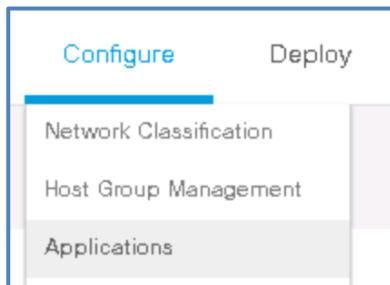 Configure Deploy
Network Classification
Host Group Management
Applications